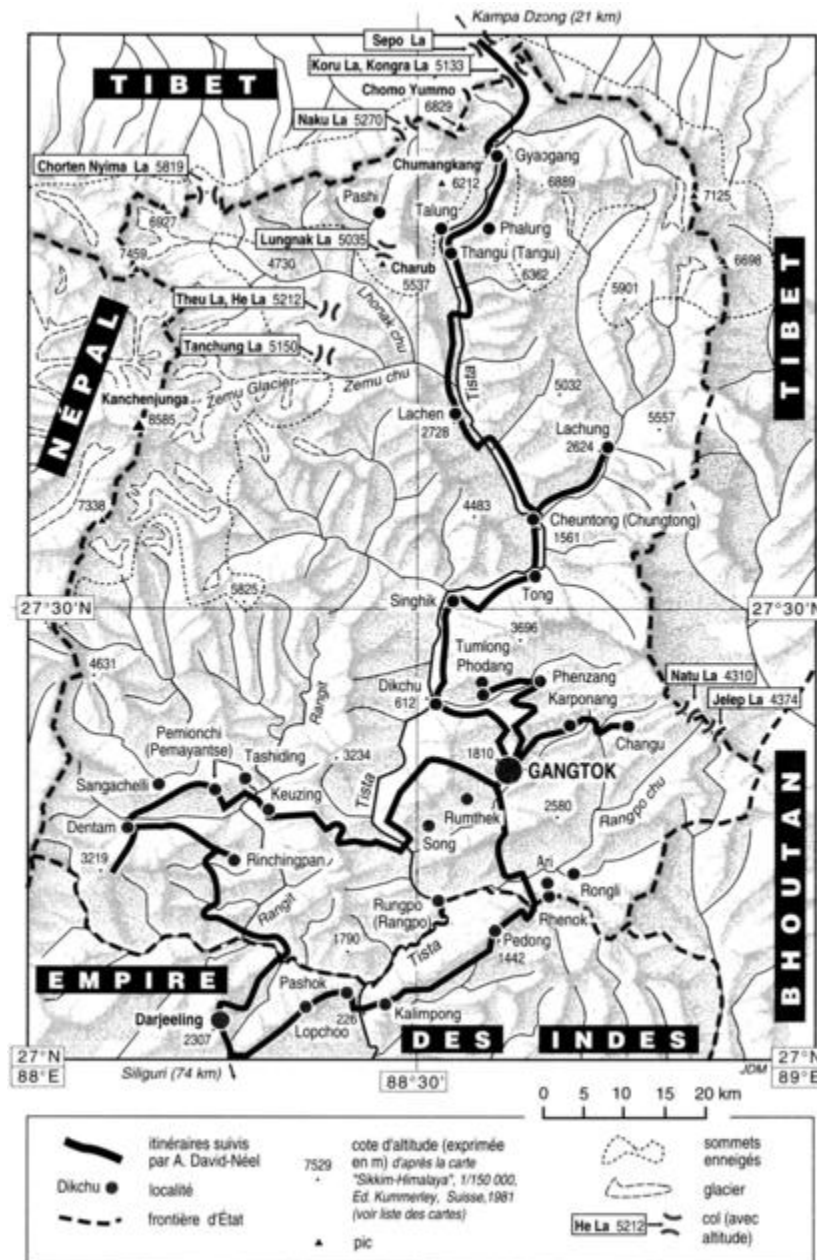 Kampa Dzong (21 km)
Sepo La
Koru La, Kongra La 5133
TIBET
Chomo Yummo
6829
Naku La 5270
Gyaogang
Chorten Nyima La 5819
Chumangkang
6212
6889
7125
Pashi
Talung
Phalung
6927
Lungnak La 5035
Thangu (Tangu)
7459
4730
Charub
5537
6362
6698
TIBET
5901
Theu La, He La 5212
Lhonak chu
Tanchung La 5150
NÉPAL
Zemu Glacier
Zemu chu
Tista
Kanchenjunga
8585
5032
Lachen
2728
Lachung
2624
5557
7338
4483
Cheuntong (Chungtong)
1561
5825
Tong
27°30'N
Singhik
27°30'N
3696
Tumlong
Phodang
Phenzang
4631
Natu La 4310
Karponang
Jelep La 4374
Dikchu
612
Rangit
Pemionchi
(Pemayantse)
Tashiding
3234
1810
GANGTOK
Changu
Sangachelli
Keuzing
Tista
2580
Rangpo chu
Rumthek
Dentam
Song
3219
Rinchingpan
Ari
Rongli
Rangit
Rungpo
(Rangpo)
Rhenok
BHOUTAN
1790
Tista
Pedong
1442
EMPIRE
Pashok
Darjeeling
2307
Lopchoo
226
Kalimpong
DES INDES
27°N
88°E
Siliguri (74 km)
88°30'
JDM
27°N
89°E
0 5 10 15 20 km
itinéraires suivis
par A. David-Néel
Dikchu
localité
frontière d'État
7529
cote d'altitude (exprimée
en m) d'après la carte
"Sikkim-Himalaya", 1/150 000,
Ed. Kummerley, Suisse,1981
(voir liste des cartes)
pic
sommets
enneigés
glacier
He La 5212
col (avec
altitude)